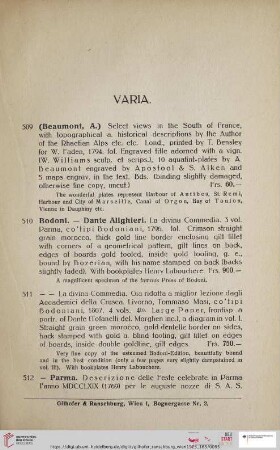 VARIA.
509 (Beaumont, A.) Select views in the South of France,
with topographical a. historical descriptions by the Author
of the Rhaetian Alps etc. etc. Lond., printed by T. Bensley
for W. Faden, 1794. fol. Engraved title adorned with a vign.
(W. Williams sculp. et scrips.), 10 aquatint-plates by A.
Beaumont engraved by Apostool & S. Aiken and
5 maps engrav. in the text. Bds. (binding slightly damaged,
otherwise fine copy, uncut) Frs. 60.—
The wonderful plates represent Harbour of Antibes, St. Remi,
Harbour and City of Marseilles, Canal of Orgon, Bay of Toulon,
Vienne in Dauphiny etc.
510 Bodoni. — Dante Alighieri. La divina Commedia. 3 vol.
Parma, co'tipi Bodoniani, 1796. fol. Crimson straight
grain morocco, thick gold line border enclosing gilt fillet
with corners of a geometrical pattern, gilt lines on back,
edges of boards gold tooled, inside gold tooling, g. e.,
bound by Bozerian, with his name stamped on back (backs
slightly faded). With bookplates Henry Labouchere. Frs. 900.—
A magnificent specimen of the famous Press of Bodoni.
511 — — La divina Commedia. Già ridotta a miglior lezione dagli
Accademici della Crusca. Livorno, Tommaso Masi, co'tipi
Bodoniani, 1807. 4 vols. 4to. Large Paper, frontisp. a
portr. of Dante (Tofanelli del. Morghen inc.), a diagram in vol. I.
Straight grain green morocco, gold-dentelle border on sides,
back stamped with gold a. blind tooling, gilt fillet on edges
of boards, inside double goldline, gilt edges. Frs. 750.—
Very fine copy of the esteemed Bodoni-Edition, beautifully bound
and in the best condition (only a few pages very slightly dampstained in
vol. III). With bookplates Henry Labouchere.
512 — Parma. Descrizione delle Feste celebrate in Parma
l'anno MDCCLXIX (1769) per le auguste nozze di S. A. S.
Gilhofer & Ranschburg, Wien I, Bognergasse Nr. 2.